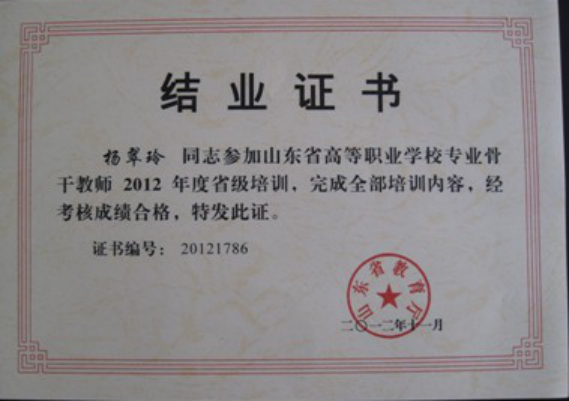 结业证书
杨翠玲 同志参加山东省高等职业学校专业骨
干教师 2012 年度省级培训，完成全部培训内容，经
考核成绩合格，特发此证。
证书编号： 20121786
山东省教育厅
二〇一二年十一月